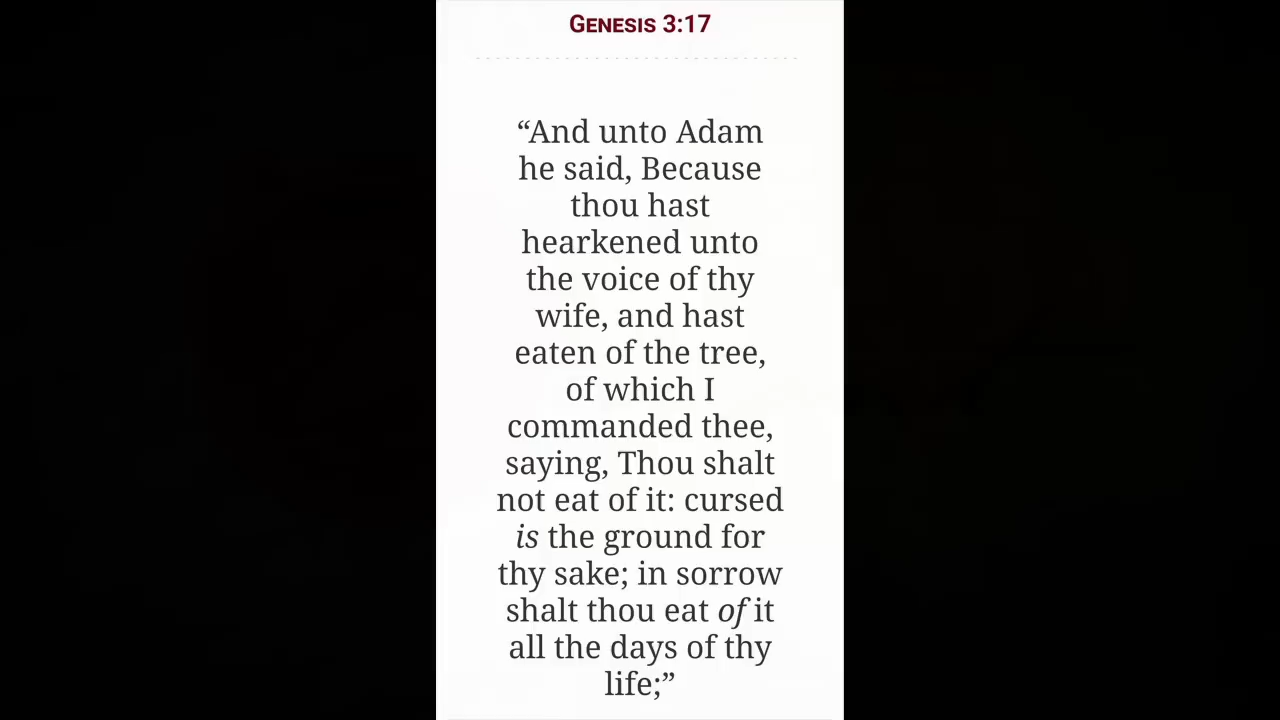 GENESIS 3:17
“And unto Adam
he said, Because
thou hast
hearkened unto
the voice of thy
wife, and hast
eaten of the tree,
of which I
commanded thee,
saying, Thou shalt
not eat of it: cursed
is the ground for
thy sake; in sorrow
shalt thou eat of it
all the days of thy
life;”